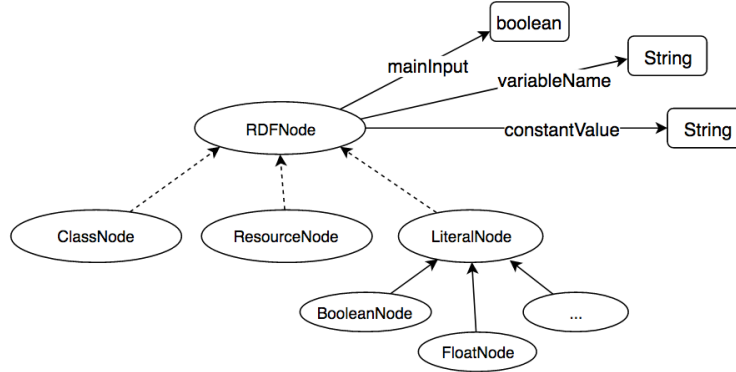 boolean
mainInput
String
variableName
RDFNode
constantValue
String
ClassNode
ResourceNode
LiteralNode
BooleanNode
...
FloatNode